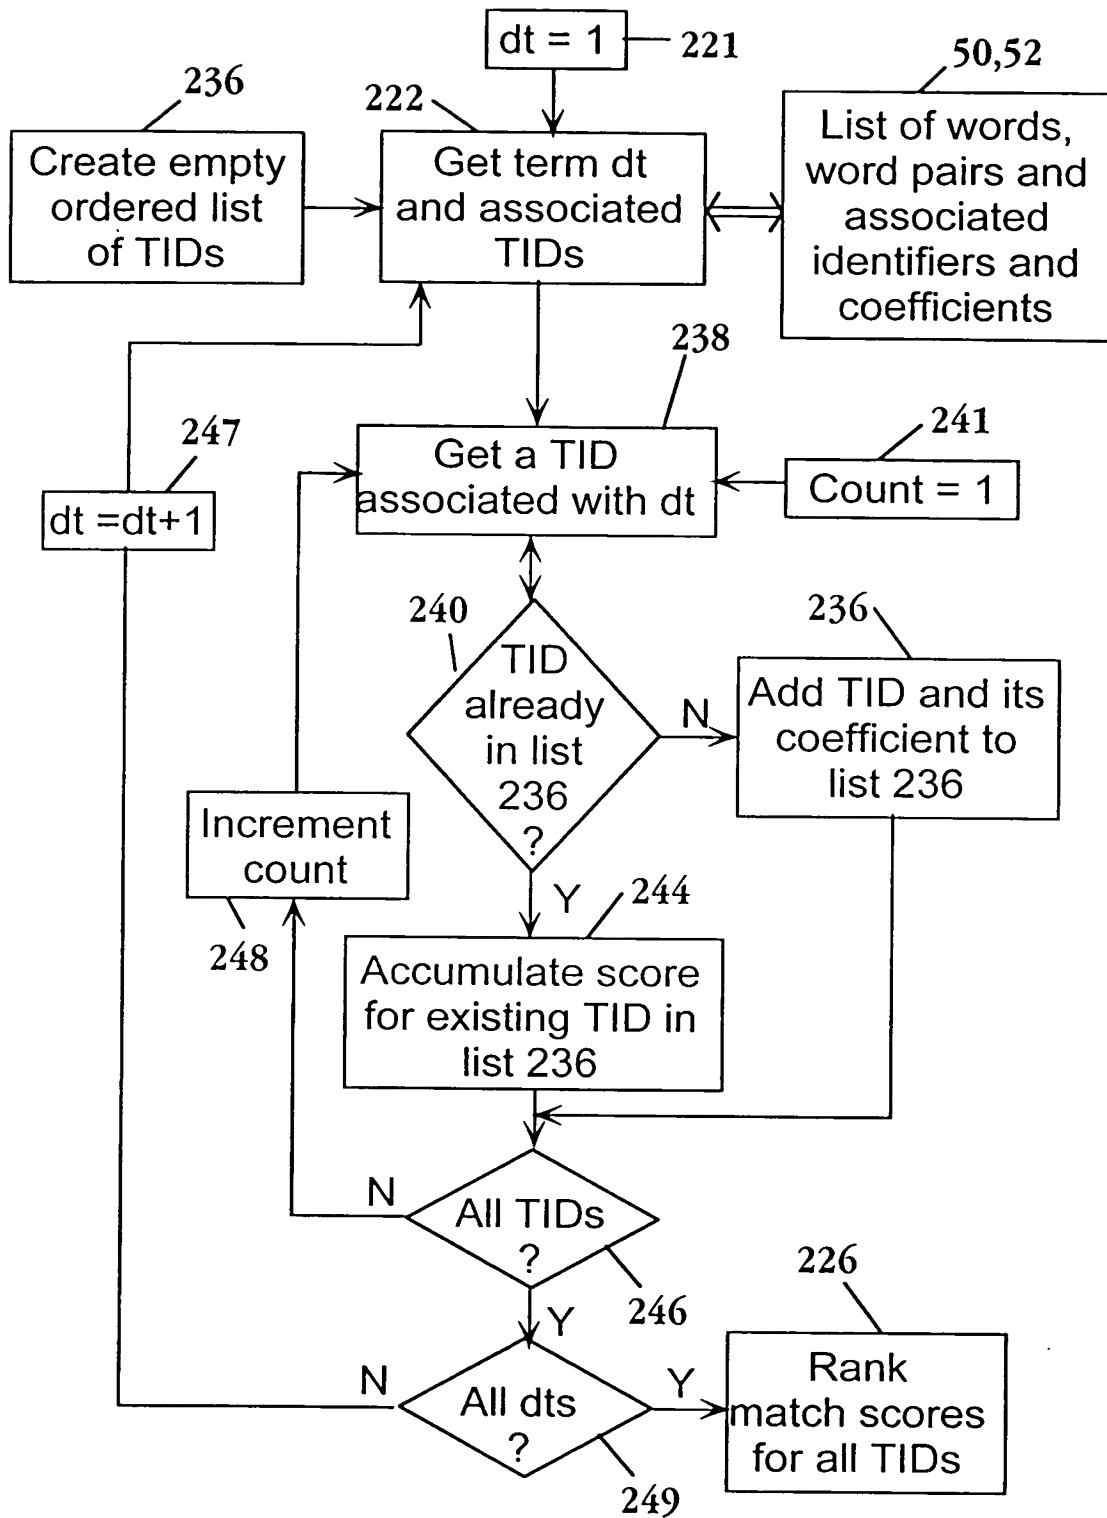 dt = 1
221
236
222
50,52
Create empty
ordered list
of TIDs
Get term dt
and associated
TIDs
List of words,
word pairs and
associated
identifiers and
coefficients
238
247
241
dt =dt+1
Get a TID
associated with dt
Count = 1
240
236
TID
already
in list
236
?
N
Add TID and its
coefficient to
list 236
Increment
count
248
Y
244
Accumulate score
for existing TID in
list 236
N
All TIDs
?
246
Y
226
N
All dts
?
Y
249
Rank
match scores
for all TIDs